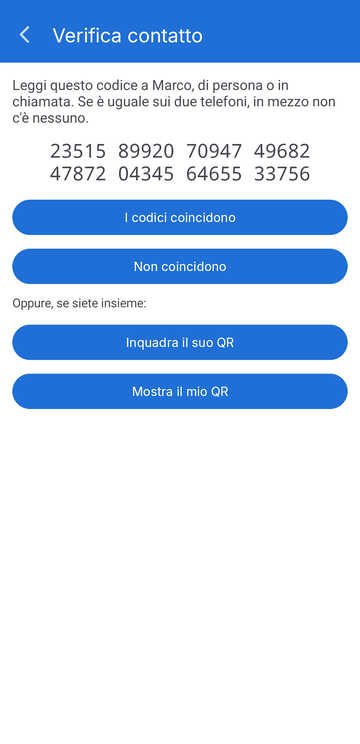 Verifica contatto
Leggi questo codice a Marco, di persona o in
chiamata. Se è uguale sui due telefoni, in mezzo non
c'è nessuno.
23515 89920 70947 49682
47872 04345 64655 33756
I codici coincidono
Non coincidono
Oppure, se siete insieme:
Inquadra il suo QR
Mostra il mio QR